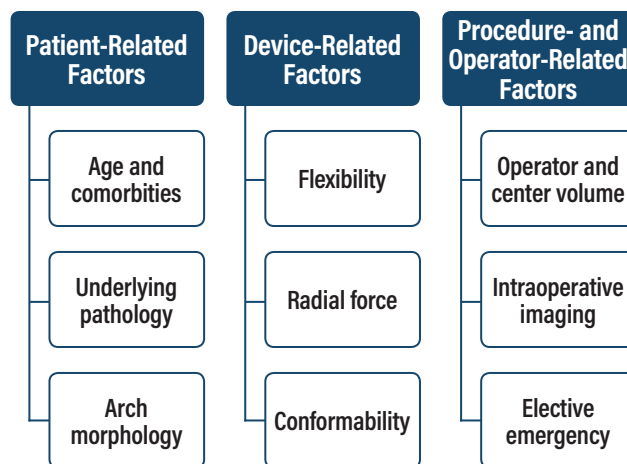 Patient-Related
Factors
Age and
comorbities
Underlying
pathology
Arch
morphology
Device-Related
Factors
Flexibility
Radial force
Conformability
Procedure- and
Operator-Related
Factors
Operator and
center volume
Intraoperative
imaging
Elective
emergency